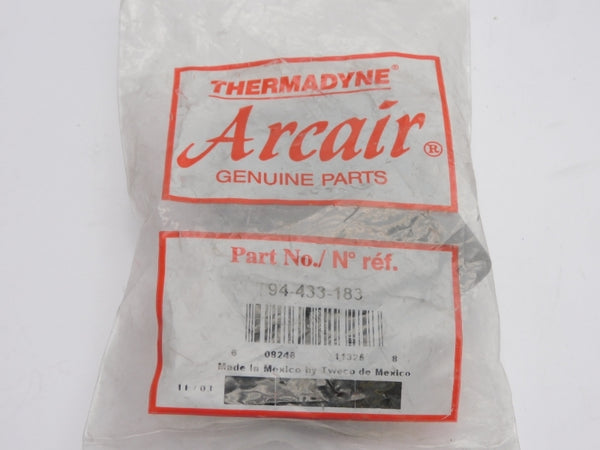 THERMADYNE®
Arcair®
GENUINE PARTS
Part No./ N° réf.
94-433-183
6 08246 11326 8
Made in Mexico by Tweco de Mexico
11/01